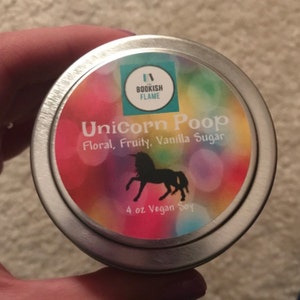 BOOKISH
FLAME
Unicorn Poop
Floral, Fruity, Vanilla Sugar
4 oz Vegan Soy